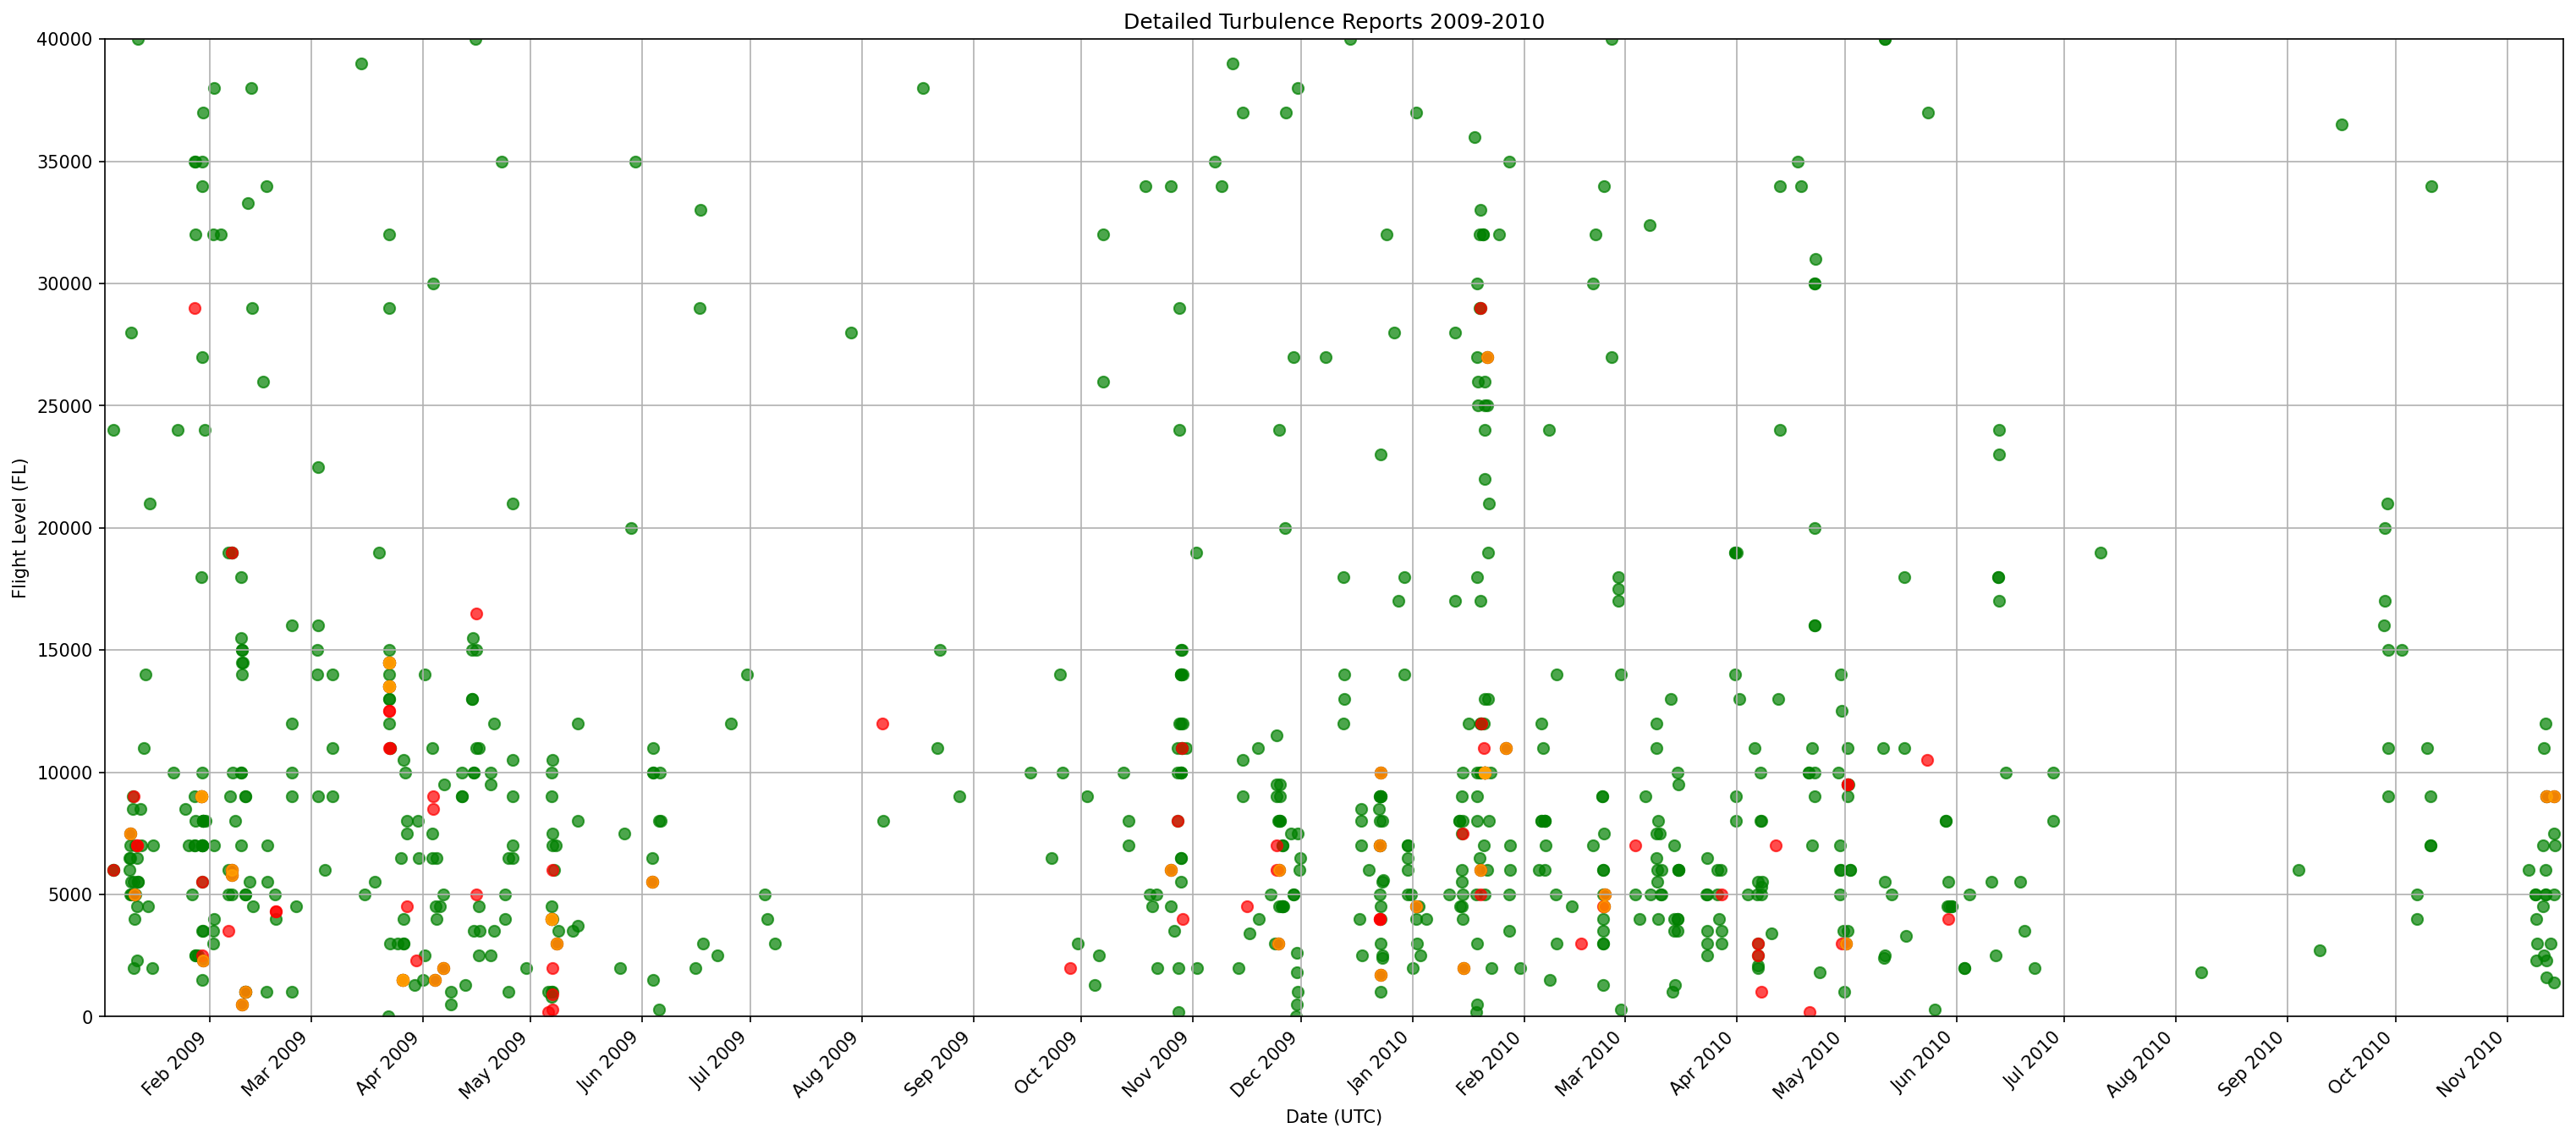 Detailed Turbulence Reports 2009-2010
Flight Level (FL)
40000
35000
30000
25000
20000
15000
10000
5000
0
Feb 2009
Mar 2009
Apr 2009
May 2009
Jun 2009
Jul 2009
Aug 2009
Sep 2009
Oct 2009
Nov 2009
Dec 2009
Jan 2010
Feb 2010
Mar 2010
Apr 2010
May 2010
Jun 2010
Jul 2010
Aug 2010
Sep 2010
Oct 2010
Nov 2010
Date (UTC)